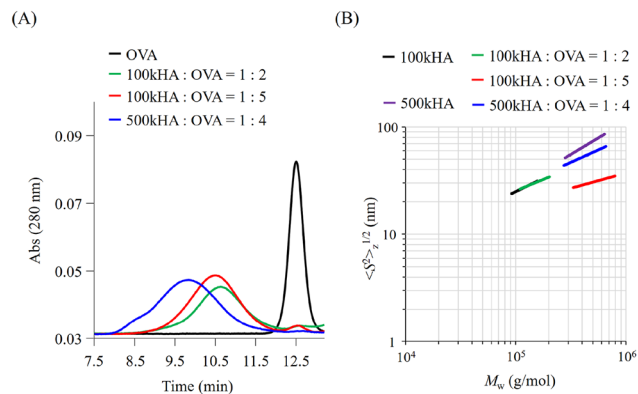 (A)
OVA
100kHA : OVA = 1 : 2
100kHA : OVA = 1 : 5
500kHA : OVA = 1 : 4
0.09
0.07
0.05
0.03
Abs (280 nm)
7.5 8.5 9.5 10.5 11.5 12.5
Time (min)
(B)
100kHA
100kHA : OVA = 1 : 2
100kHA : OVA = 1 : 5
500kHA
500kHA : OVA = 1 : 4
100
10
1
<S²>z^1/2 (nm)
10⁴ 10⁵ 10⁶
Mw (g/mol)